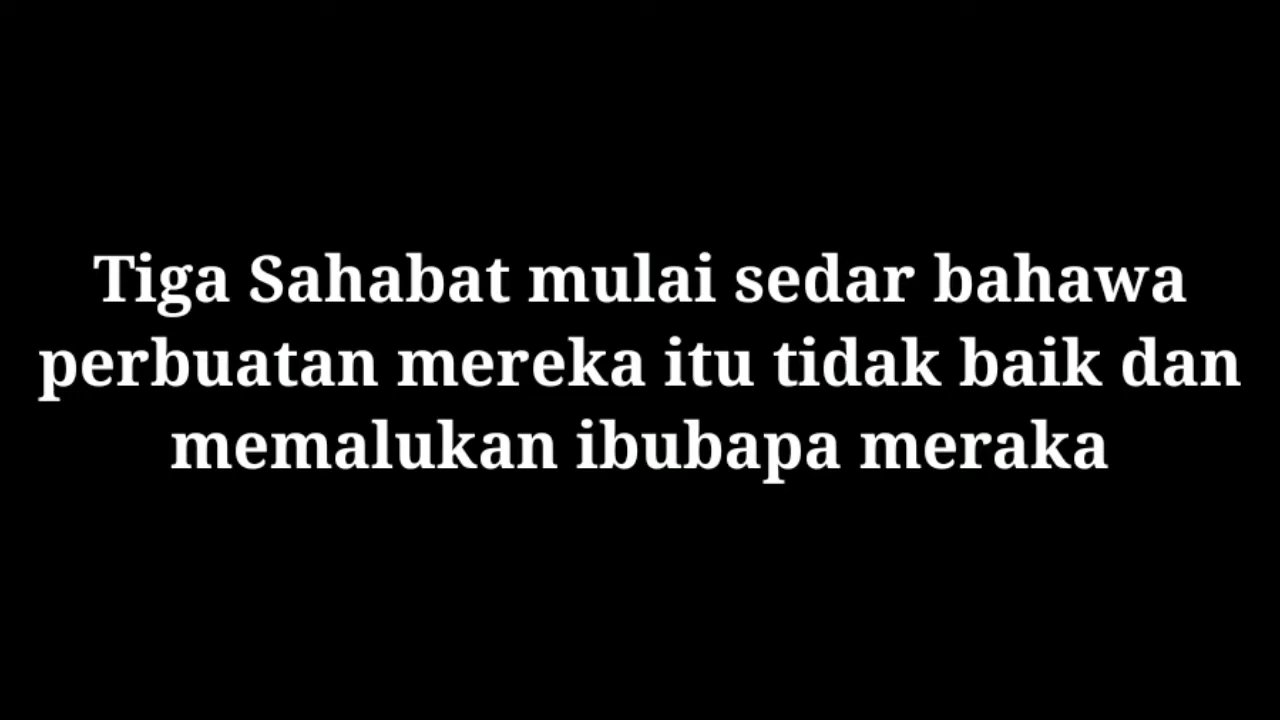 Tiga Sahabat mulai sedar bahawa
perbuatan mereka itu tidak baik dan
memalukan ibubapa meraka